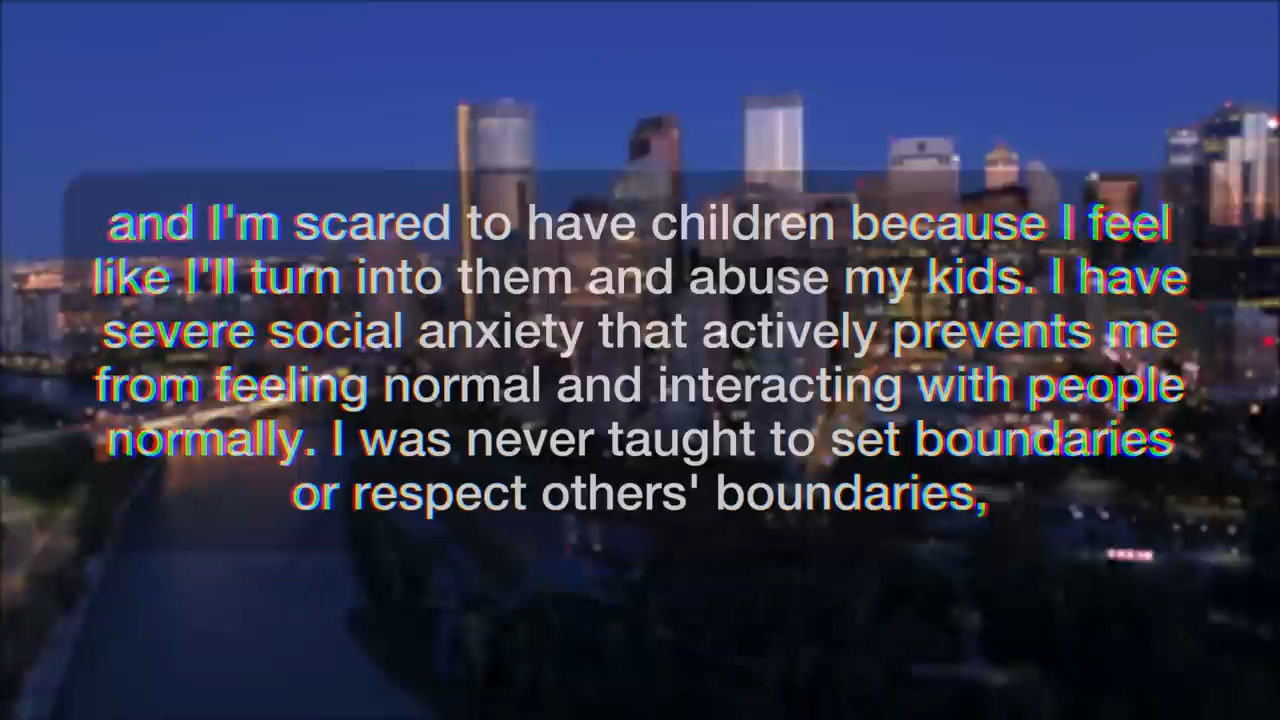 and I'm scared to have children because I feel
like I'll turn into them and abuse my kids. I have
severe social anxiety that actively prevents me
from feeling normal and interacting with people
normally. I was never taught to set boundaries
or respect others' boundaries,